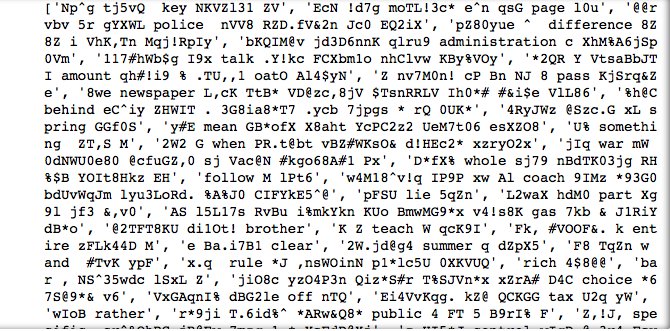 ['Np^g tj5vQ  key NKVZl31 ZV', 'EcN !d7g moTL!3c* e^n qsG page l0u', '@@r
vbv 5r gYXWL police  nVV8 RZD.fV&2n Jc0 EQ2iX', 'pZ80yue ^  difference 8Z
8Z i VhK,Tn Mqj!RpIy', 'bKQIM@v jd3D6nnK qlru9 administration c XhM%A6jSp
0Vm', '117#hWb$g I9x talk .Y!kc FCXbm1o nhClvw KBy%VOy', '*2QR Y VtsaBbJT
I amount qh#!i9 % .TU,,1 oatO Al4$yN', 'Z nv7M0n! cP Bn NJ 8 pass KjSrq&Z
e', '8we newspaper L,cK TtB* VD@zc,8jV $TsnRRLV Ih0*# #&i$e VlL86', '%h@C
behind eC^iy ZHWIT . 3G8ia8*T7 .ycb 7jpgs * rQ 0UK*', '4RyJWz @Szc.G xL s
pring GGf0S', 'y#E mean GB*ofX X8aht YcPC2z2 UeM7t06 esXZO8', 'U% somethi
ng ZT,S M', '2W2 G when PR.t@bt vBZ#WKsO& d!HEc2* xzryO2x', 'jIq war mW
0dNWU0e80 @cfuGZ,0 sj Vac@N #kgo68A#1 Px', 'D*fX% whole sj79 nBdTK03jg RH
%$B YOIt8Hkz EH', 'follow M lPt6', 'w4M18^v!q IP9P xw Al coach 9IMz *93G0
bdUvWqJm lyu3LoRd. %A%J0 CIFYkE5^@', 'pFSU lie 5qZn', 'L2waX hdM0 part Xg
9l jf3 &,v0', 'AS l5L17s RvBu i%mkYkn KUo BmwMG9*x v4!s8K gas 7kb & J1RiY
dB*o', '@2TFT8KU di1Ot! brother', 'K Z teach W qcK9I', 'Fk, #VOOF&. k ent
ire zFLk44D M', 'e Ba.i7B1 clear', '2W.jd@g4 summer q dZpX5', 'F8 TqZn w
and #TvK ypF', 'x.q  rule *J ,nsWOinN p1*1c5U 0XKVUQ', 'rich 4$8@@', 'ba
r , NS^35wdc lSxL Z', 'jiO8c yzO4P3n Qiz*S#r T%SJVn*x xZrA# D4C choice *6
7S@9*& v6', 'VxGAqnI% dBG21e off nTQ', 'Ei4VvKqg. kZ@ QCKGG tax U2q yW',
'wIoB rather', 'r*9ji T.6id%^ *ARw&Q8* public 4 FT 5 B9rI% F', 'Z,!J, spe